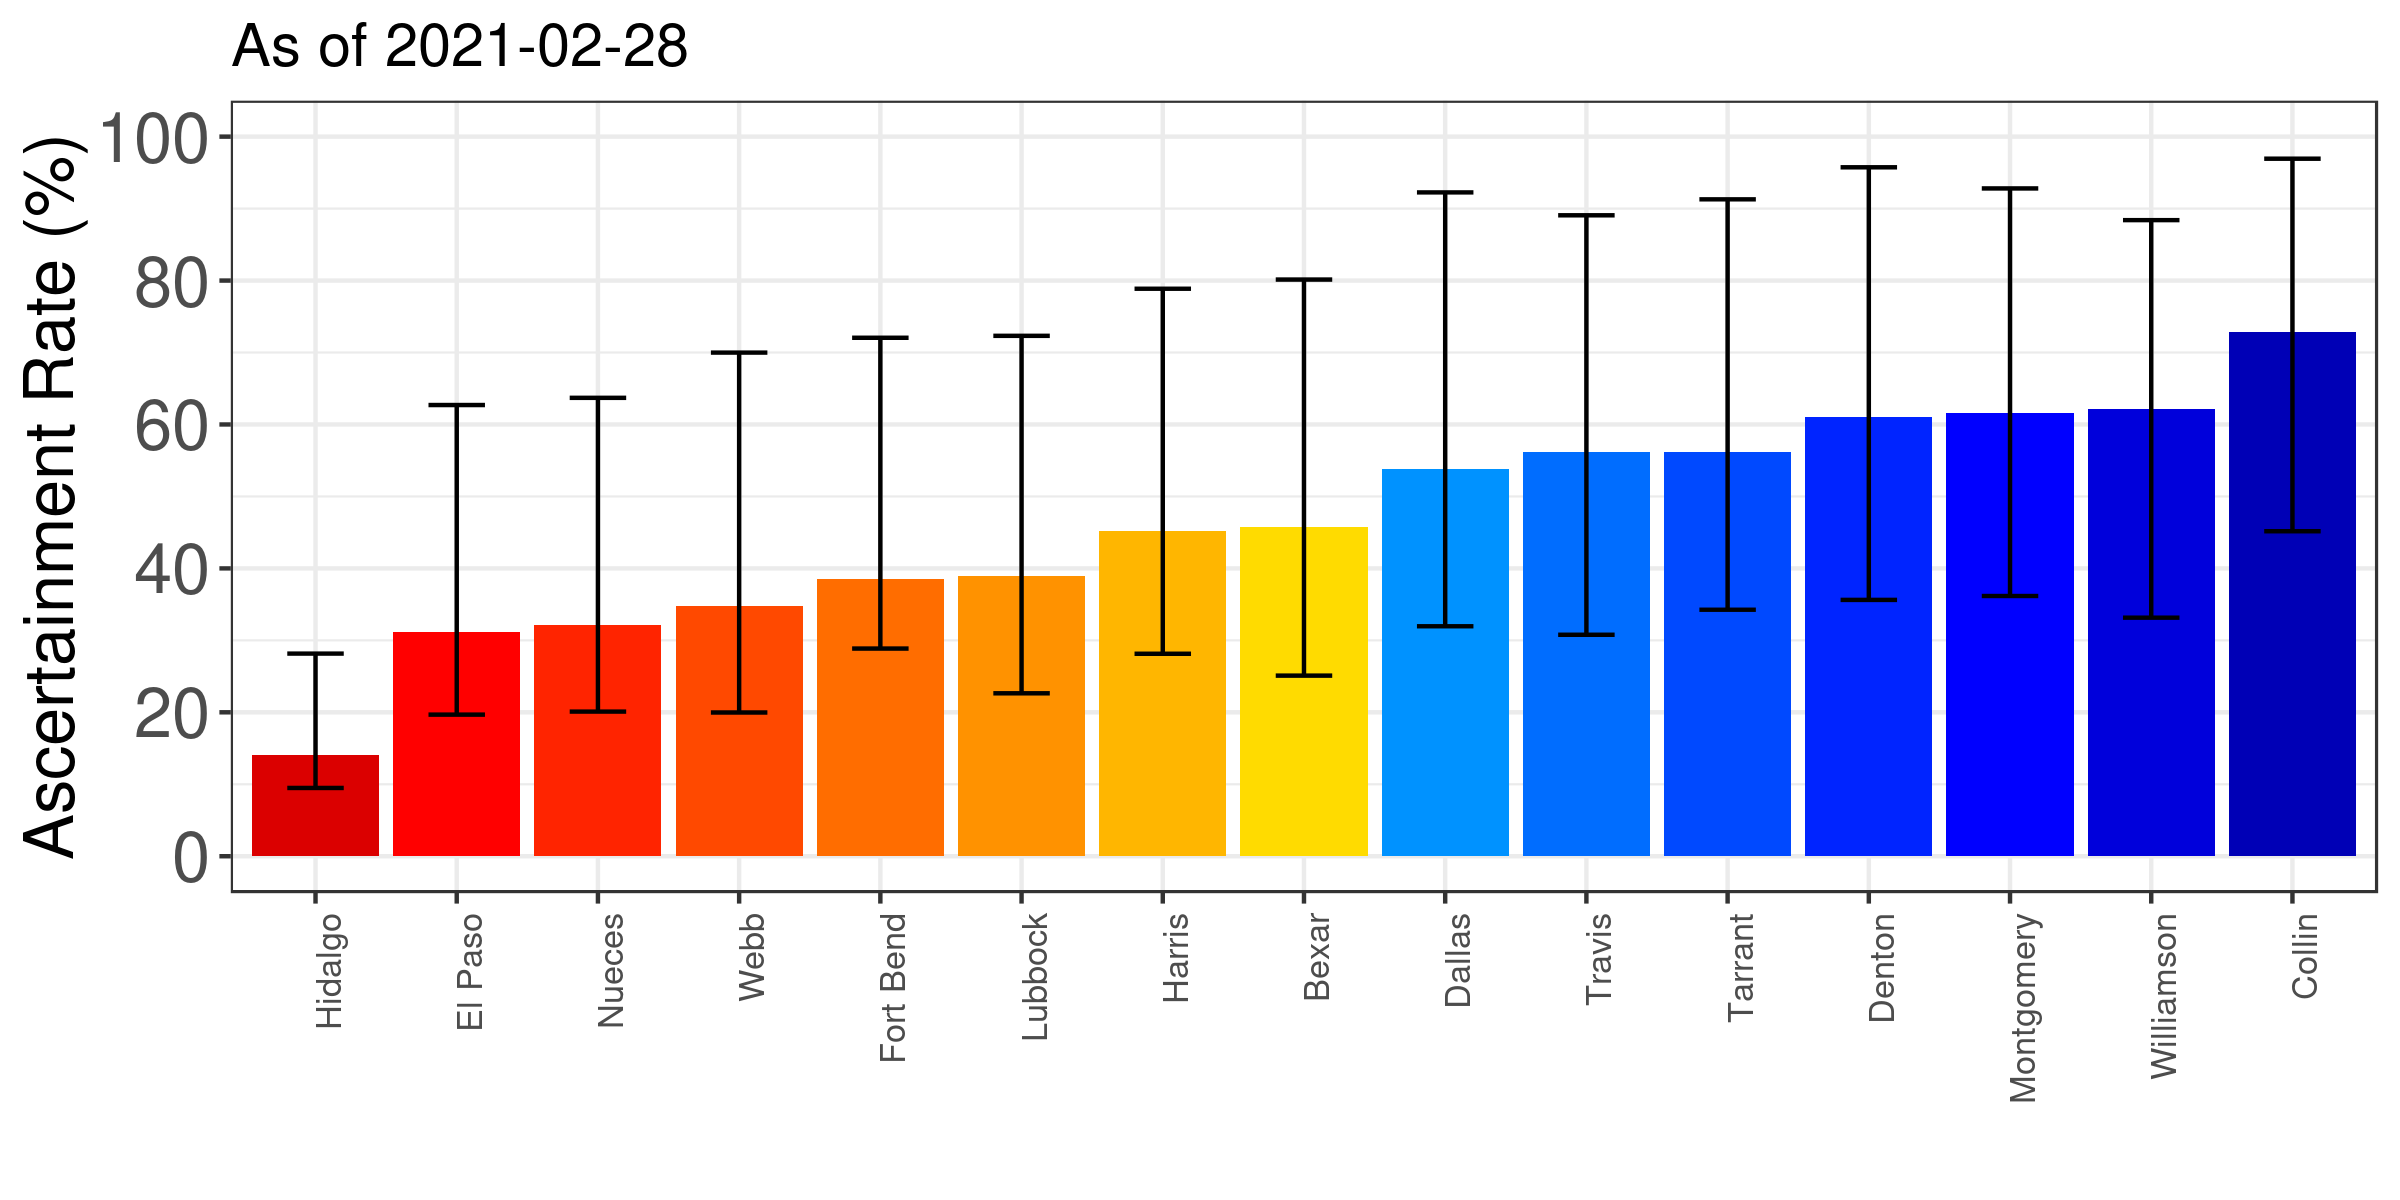 As of 2021-02-28
Ascertainment Rate (%)
100
80
60
40
20
0
Hidalgo
El Paso
Nueces
Webb
Fort Bend
Lubbock
Harris
Bexar
Dallas
Travis
Tarrant
Denton
Montgomery
Williamson
Collin